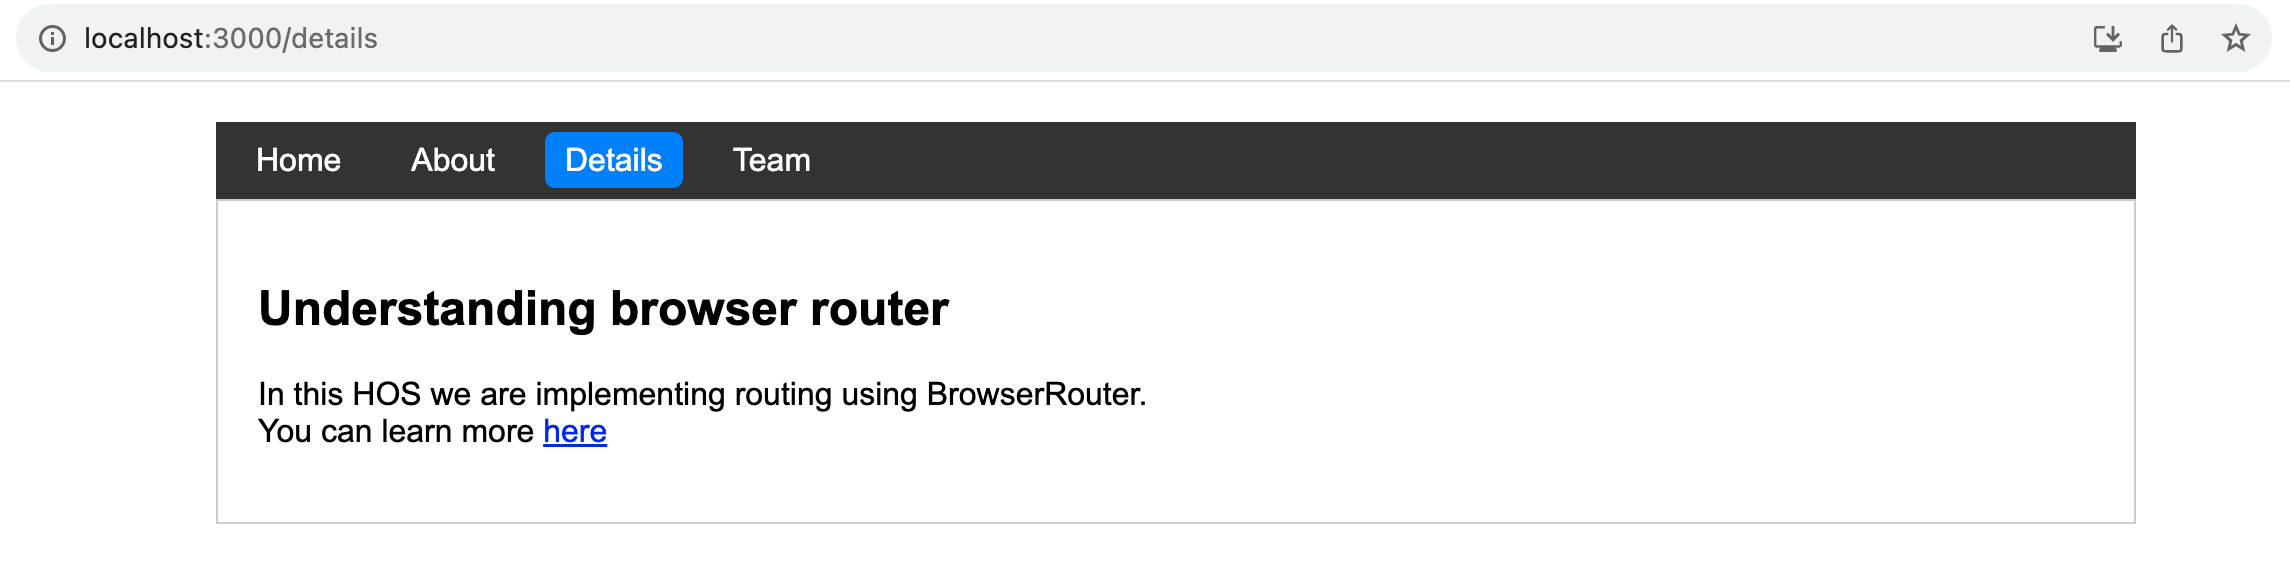 localhost:3000/details
Home About Details Team
Understanding browser router
In this HOS we are implementing routing using BrowserRouter.
You can learn more here